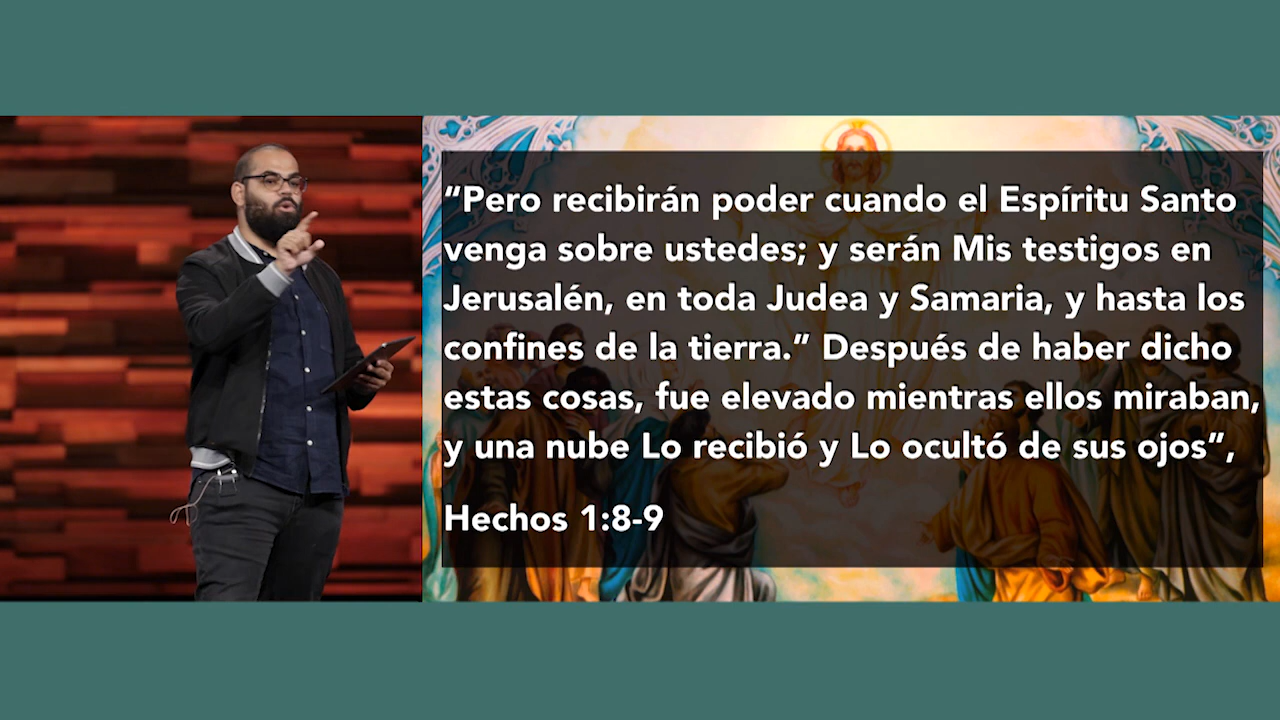 “Pero recibirán poder cuando el Espíritu Santo
venga sobre ustedes; y serán Mis testigos en
Jerusalén, en toda Judea y Samaria, y hasta los
confines de la tierra.” Después de haber dicho
estas cosas, fue elevado mientras ellos miraban,
y una nube Lo recibió y Lo ocultó de sus ojos”,
Hechos 1:8-9